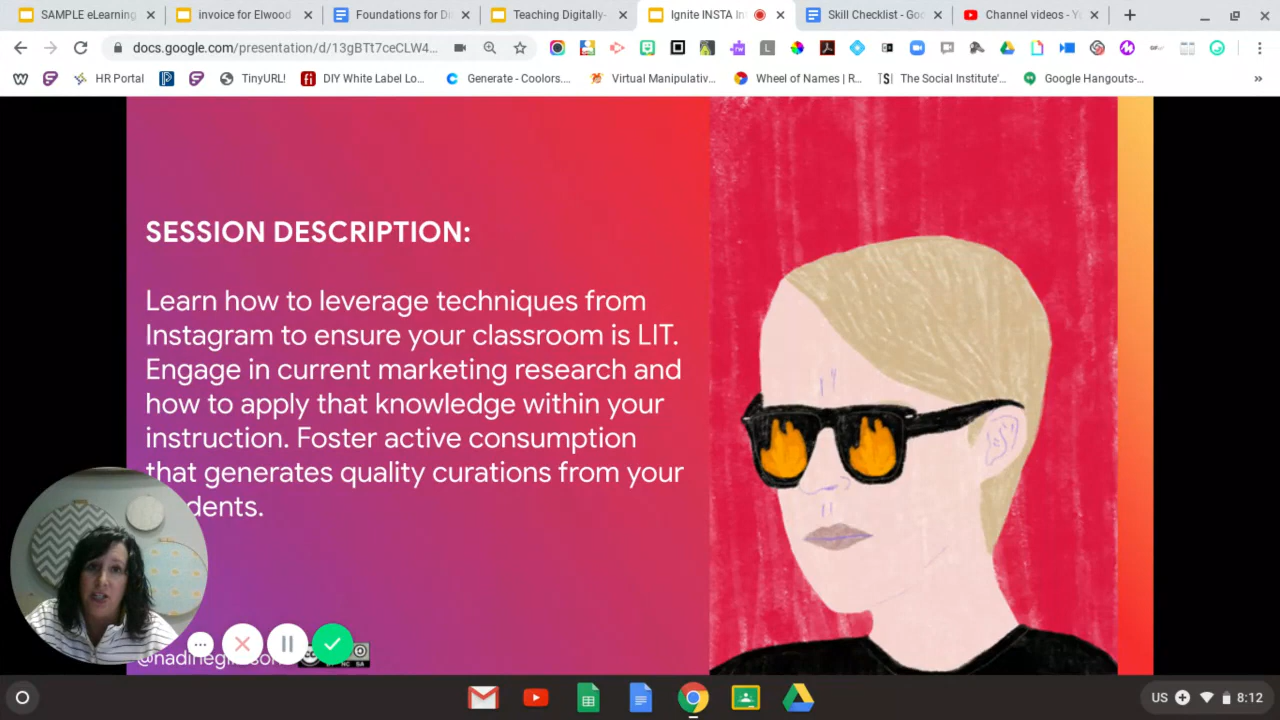 SAMPLE eLearning
invoice for Elwood
Foundations for Di
Teaching Digitally-
Ignite INSTA In
Skill Checklist - Goo
Channel videos - Y
docs.google.com/presentation/d/13gBTt7ceCLW4...
HR Portal
TinyURL!
DIY White Label Lo...
Generate - Coolors....
Virtual Manipulativ...
Wheel of Names | R...
The Social Institute'...
Google Hangouts-...
»
SESSION DESCRIPTION:
Learn how to leverage techniques from
Instagram to ensure your classroom is LIT.
Engage in current marketing research and
how to apply that knowledge within your
instruction. Foster active consumption
that generates quality curations from your
dents.
US
8:12